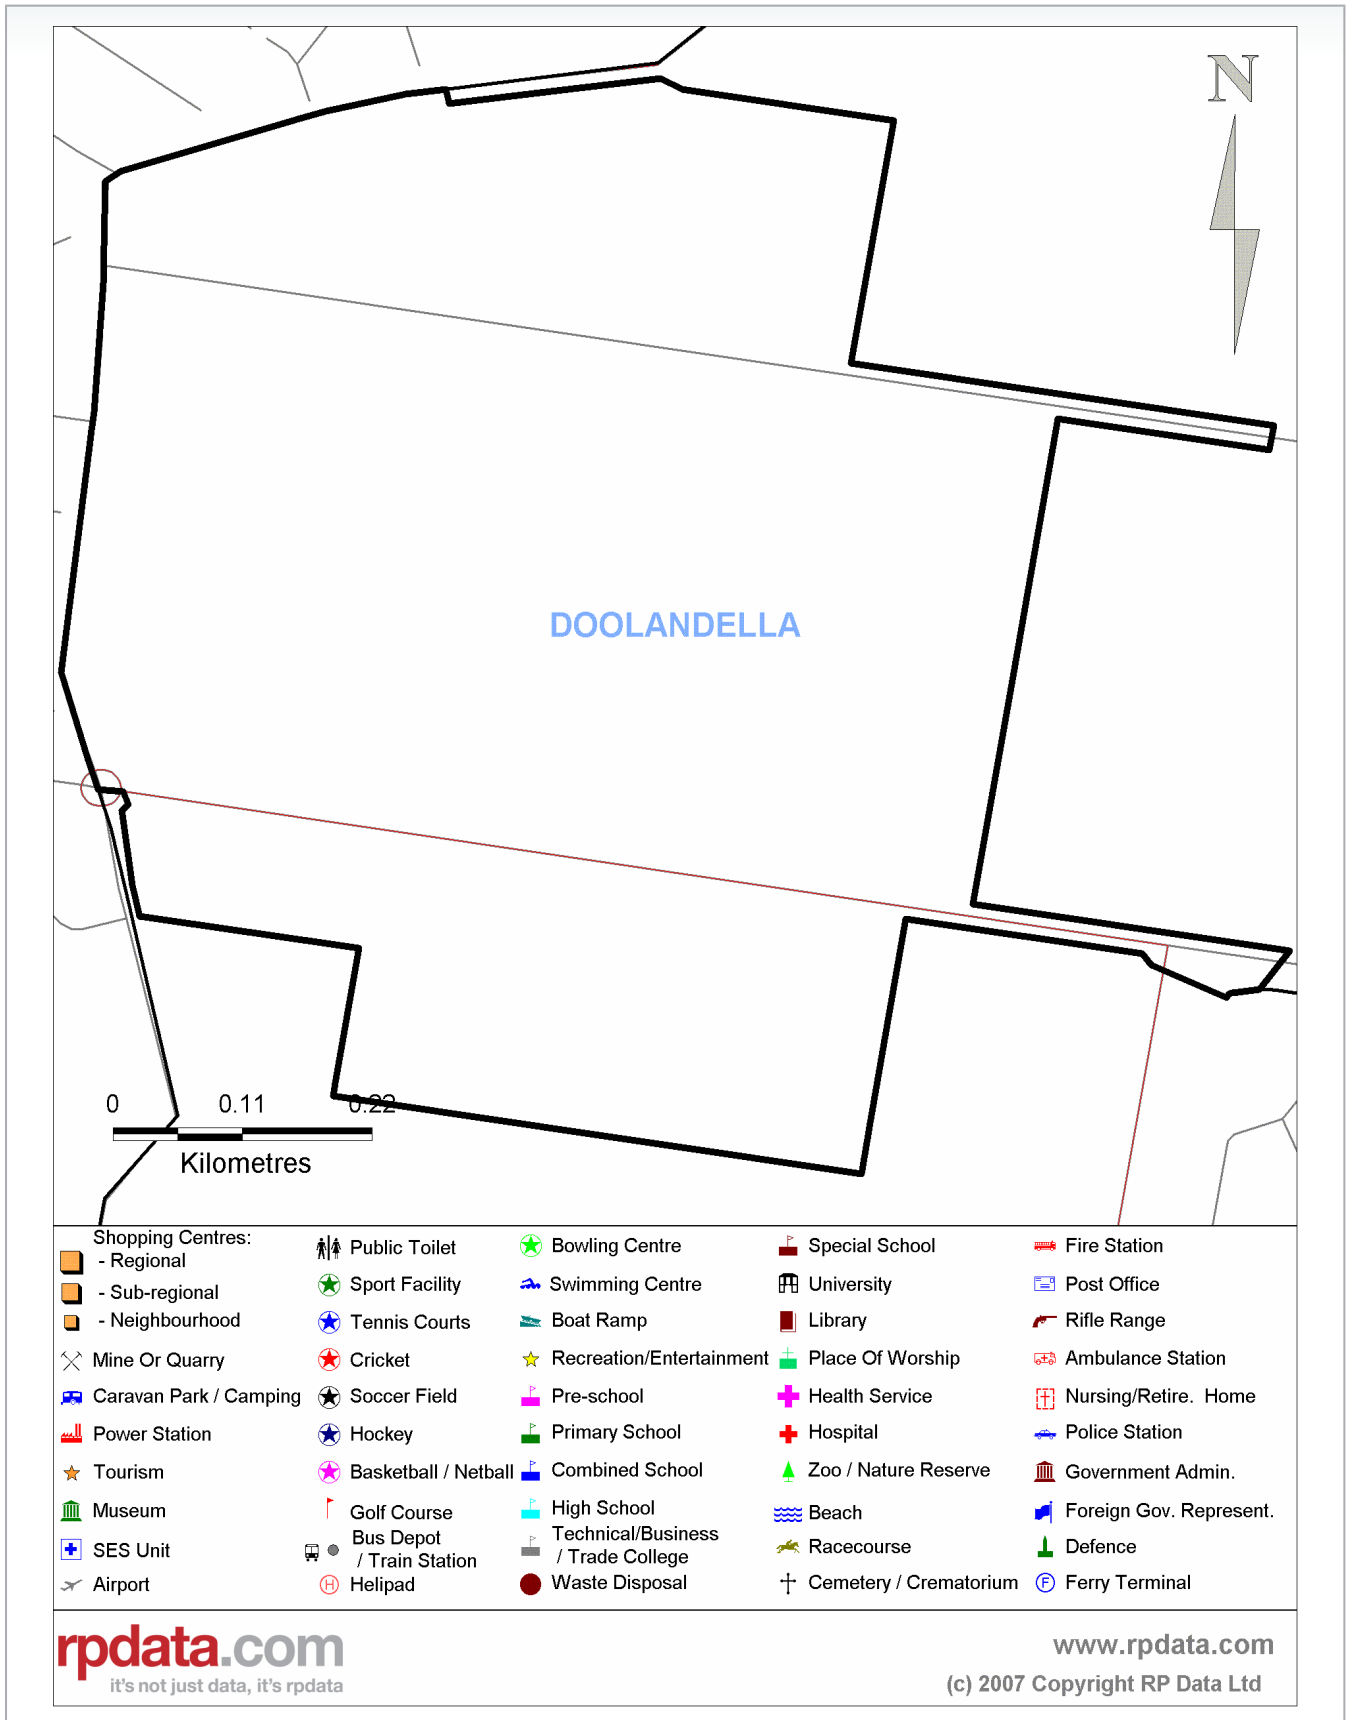 N
DOOLANDELLA
0 0.11 0.22
Kilometres
Shopping Centres:
- Regional
- Sub-regional
- Neighbourhood
Mine Or Quarry
Caravan Park / Camping
Power Station
Tourism
Museum
SES Unit
Airport
Public Toilet
Sport Facility
Tennis Courts
Cricket
Soccer Field
Hockey
Basketball / Netball
Golf Course
Bus Depot
/ Train Station
H Helipad
Bowling Centre
Swimming Centre
Boat Ramp
Recreation/Entertainment
Pre-school
Primary School
Combined School
High School
Technical/Business
/ Trade College
Waste Disposal
Special School
University
Library
Place Of Worship
Health Service
Hospital
Zoo / Nature Reserve
Beach
Racecourse
Cemetery / Crematorium
Fire Station
Post Office
Rifle Range
Ambulance Station
Nursing/Retire. Home
Police Station
Government Admin.
Foreign Gov. Represent.
Defence
F Ferry Terminal
rpdata.com
it's not just data, it's rpdata
www.rpdata.com
(c) 2007 Copyright RP Data Ltd